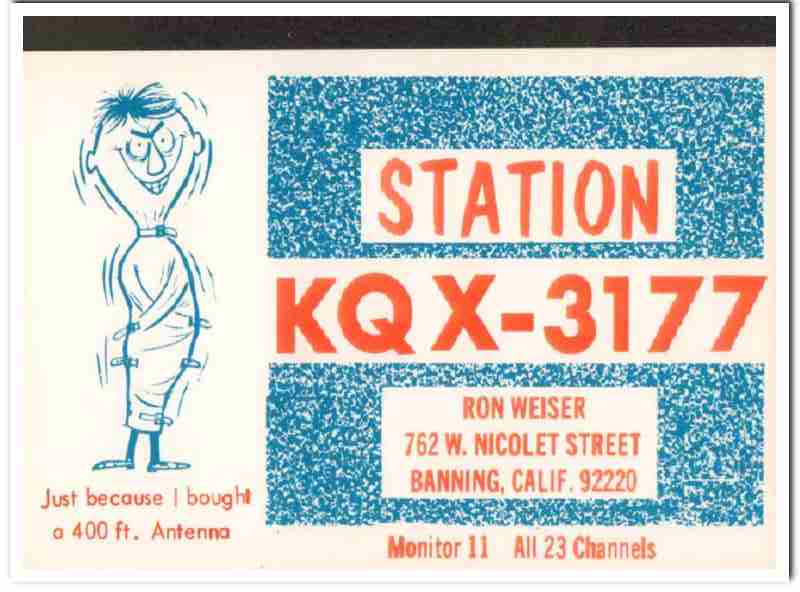 STATION
KQX-3177
RON WEISER
762 W. NICOLET STREET
BANNING, CALIF. 92220
Just because I bought
a 400 ft. Antenna
Monitor 11 All 23 Channels